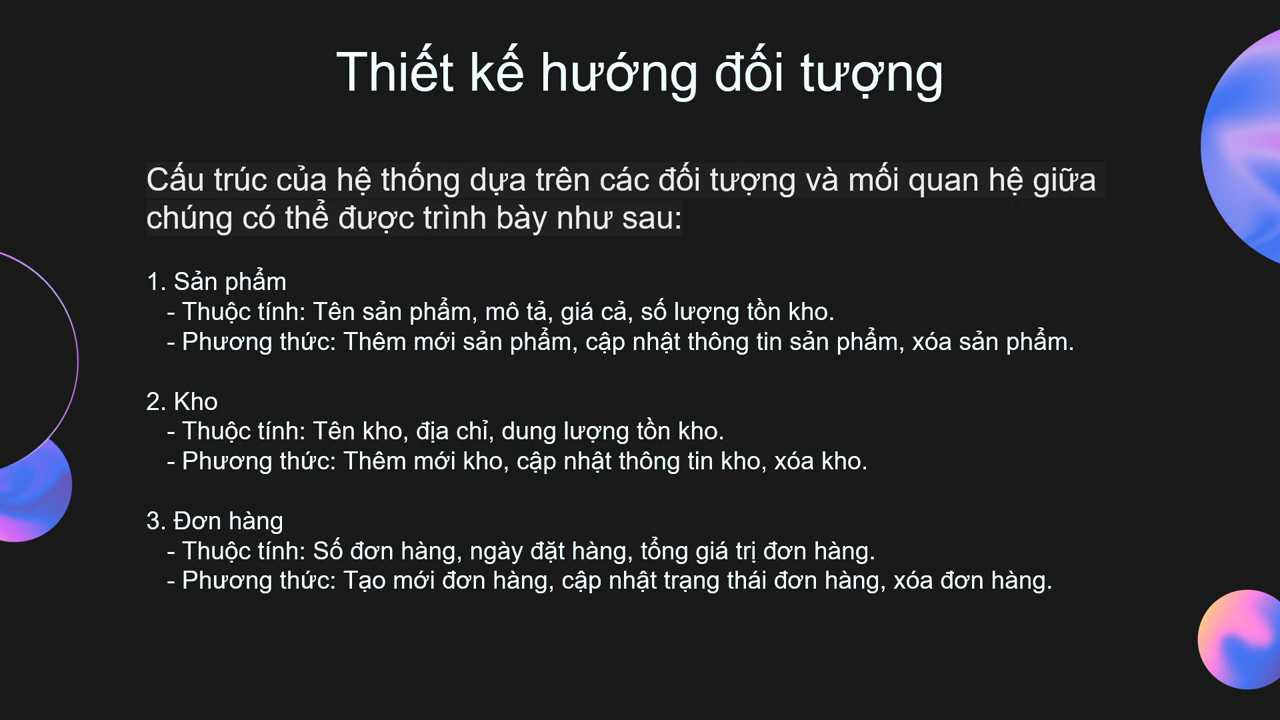 Thiết kế hướng đối tượng
Cấu trúc của hệ thống dựa trên các đối tượng và mối quan hệ giữa
chúng có thể được trình bày như sau:
1. Sản phẩm
- Thuộc tính: Tên sản phẩm, mô tả, giá cả, số lượng tồn kho.
- Phương thức: Thêm mới sản phẩm, cập nhật thông tin sản phẩm, xóa sản phẩm.
2. Kho
- Thuộc tính: Tên kho, địa chỉ, dung lượng tồn kho.
- Phương thức: Thêm mới kho, cập nhật thông tin kho, xóa kho.
3. Đơn hàng
- Thuộc tính: Số đơn hàng, ngày đặt hàng, tổng giá trị đơn hàng.
- Phương thức: Tạo mới đơn hàng, cập nhật trạng thái đơn hàng, xóa đơn hàng.